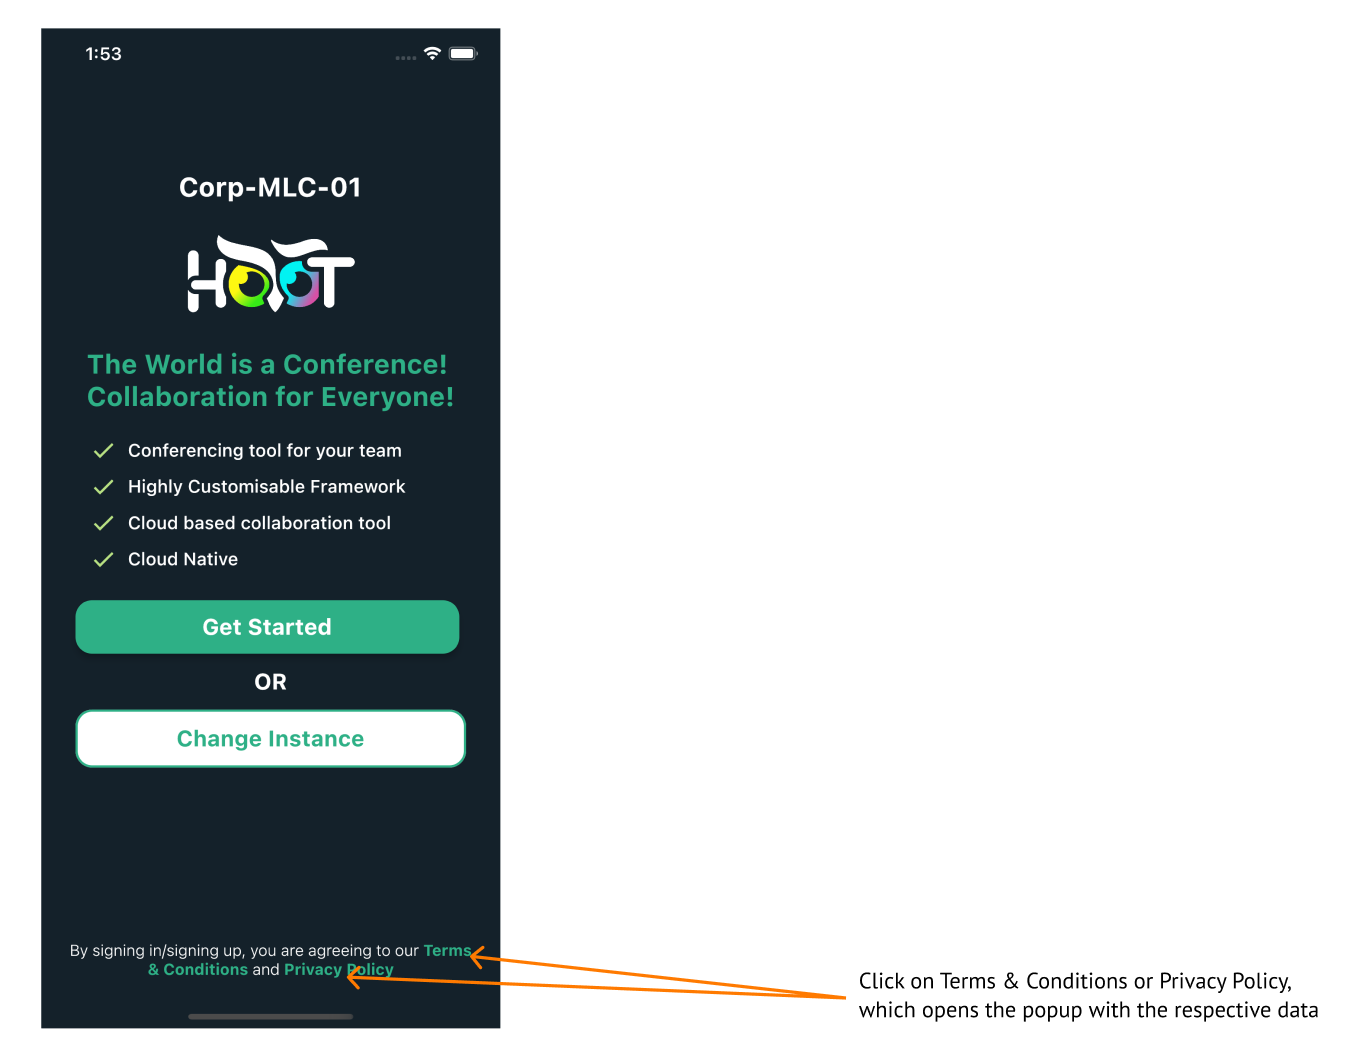 1:53
Corp-MLC-01
HOOT
The World is a Conference!
Collaboration for Everyone!
Conferencing tool for your team
Highly Customisable Framework
Cloud based collaboration tool
Cloud Native
Get Started
OR
Change Instance
By signing in/signing up, you are agreeing to our Terms
& Conditions and Privacy Policy
Click on Terms & Conditions or Privacy Policy,
which opens the popup with the respective data